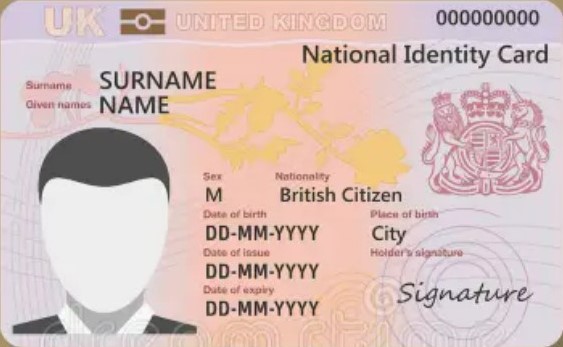 UK UNITED KINGDOM 000000000
National Identity Card
Surname SURNAME
Given names NAME
Sex Nationality
M British Citizen
Date of birth Place of birth
DD-MM-YYYY City
Date of issue Holder's signature
DD-MM-YYYY
Date of expiry Signature
DD-MM-YYYY
dreamstime